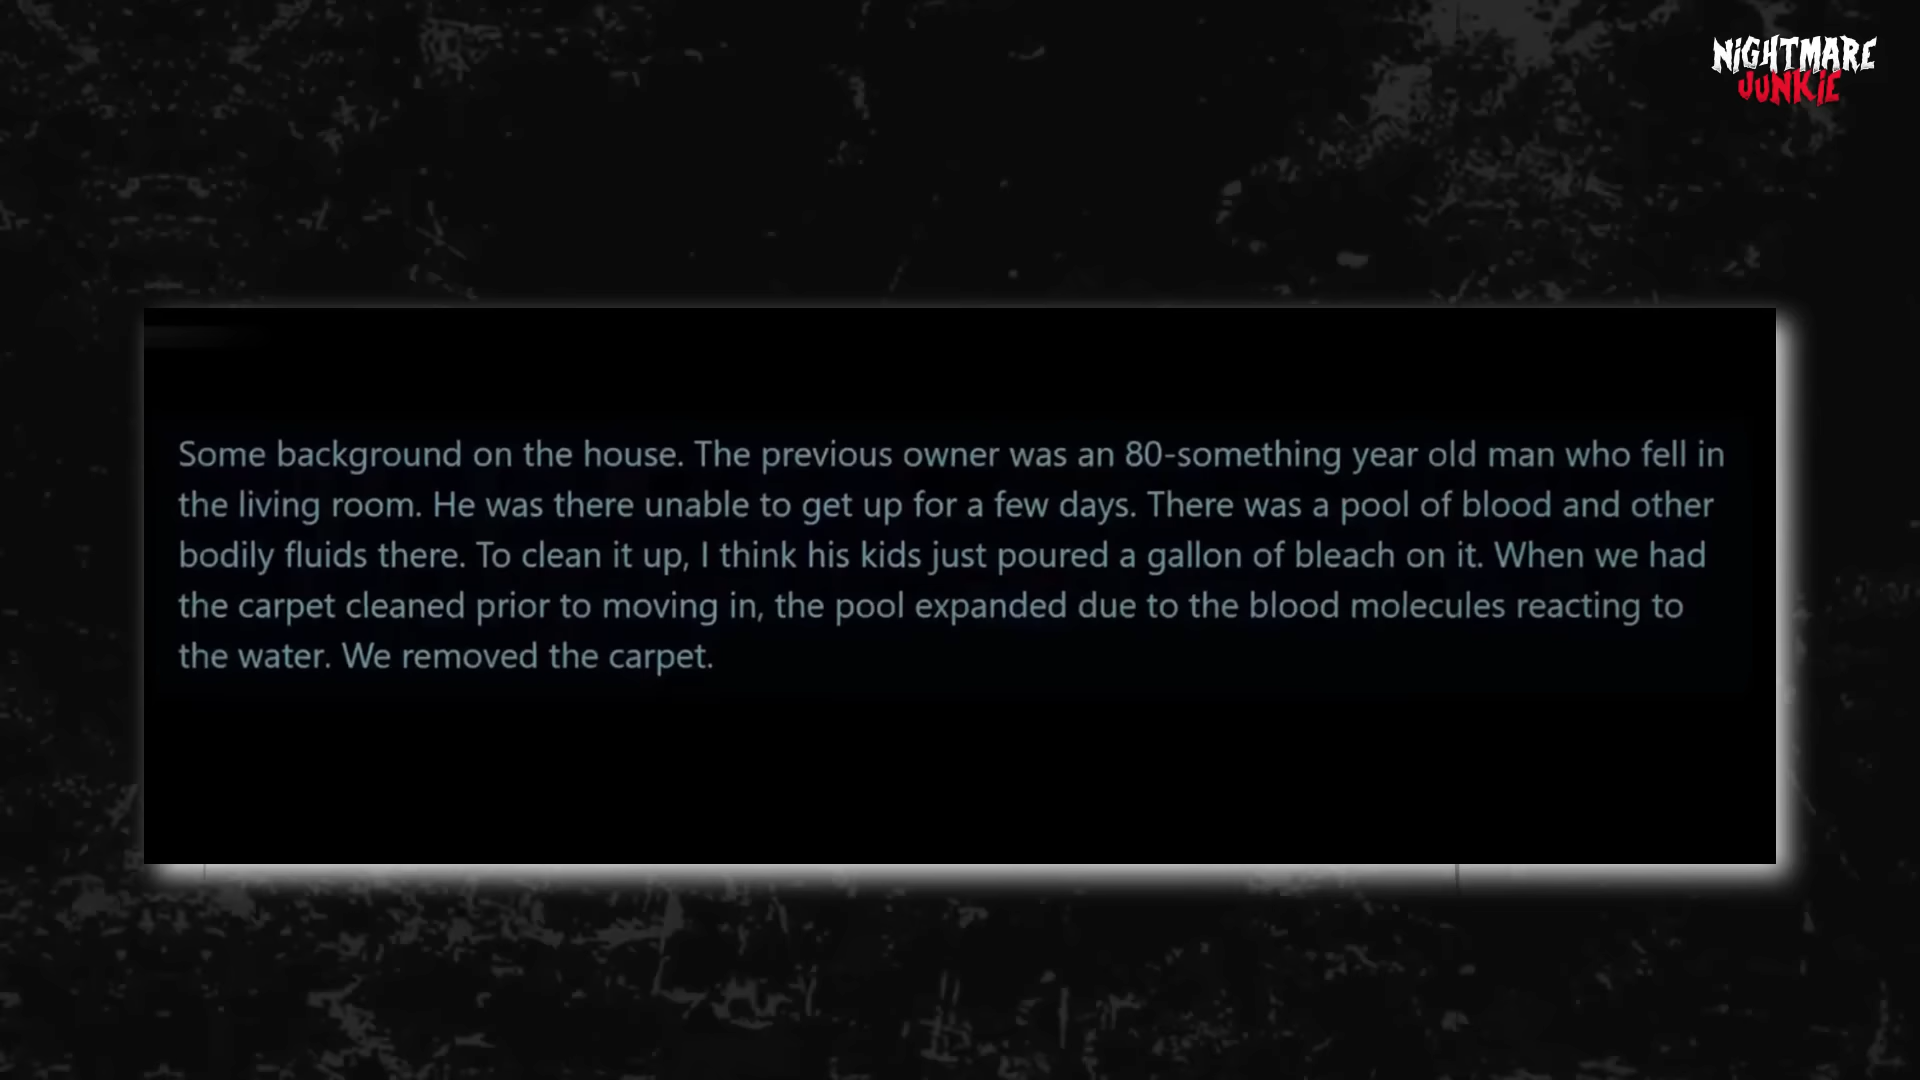 NIGHTMARE
JUNKIE
Some background on the house. The previous owner was an 80-something year old man who fell in
the living room. He was there unable to get up for a few days. There was a pool of blood and other
bodily fluids there. To clean it up, I think his kids just poured a gallon of bleach on it. When we had
the carpet cleaned prior to moving in, the pool expanded due to the blood molecules reacting to
the water. We removed the carpet.